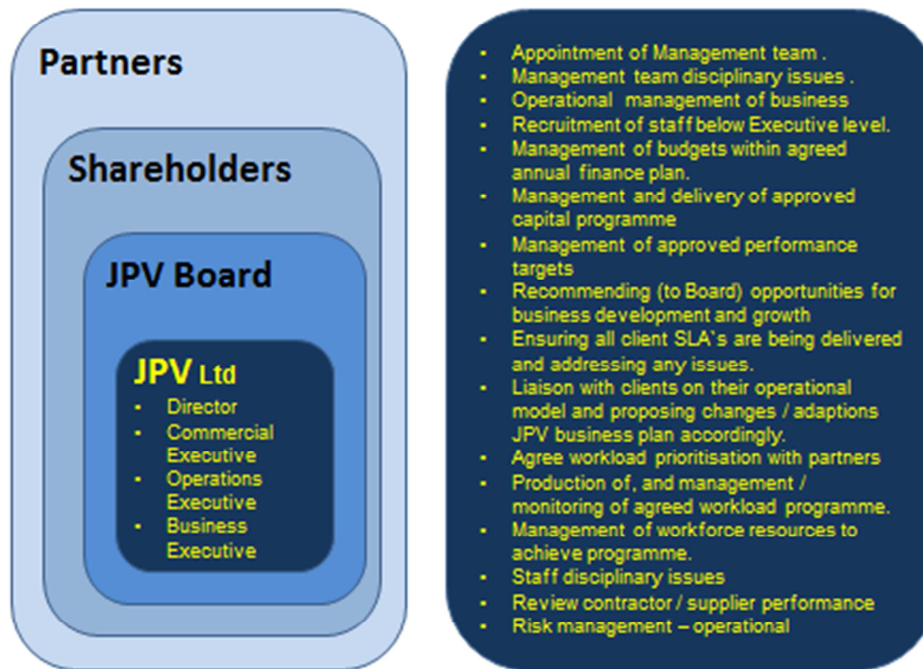 Partners
Shareholders
JPV Board
JPV Ltd
▪ Director
▪ Commercial
Executive
▪ Operations
Executive
▪ Business
Executive
▪ Appointment of Management team .
▪ Management team disciplinary issues .
▪ Operational management of business
▪ Recruitment of staff below Executive level.
▪ Management of budgets within agreed
annual finance plan.
▪ Management and delivery of approved
capital programme
▪ Management of approved performance
targets
▪ Recommending (to Board) opportunities for
business development and growth
▪ Ensuring all client SLA`s are being delivered
and addressing any issues.
▪ Liaison with clients on their operational
model and proposing changes / adaptions
JPV business plan accordingly.
▪ Agree workload prioritisation with partners
▪ Production of, and management /
monitoring of agreed workload programme.
▪ Management of workforce resources to
achieve programme.
▪ Staff disciplinary issues
▪ Review contractor / supplier performance
▪ Risk management – operational